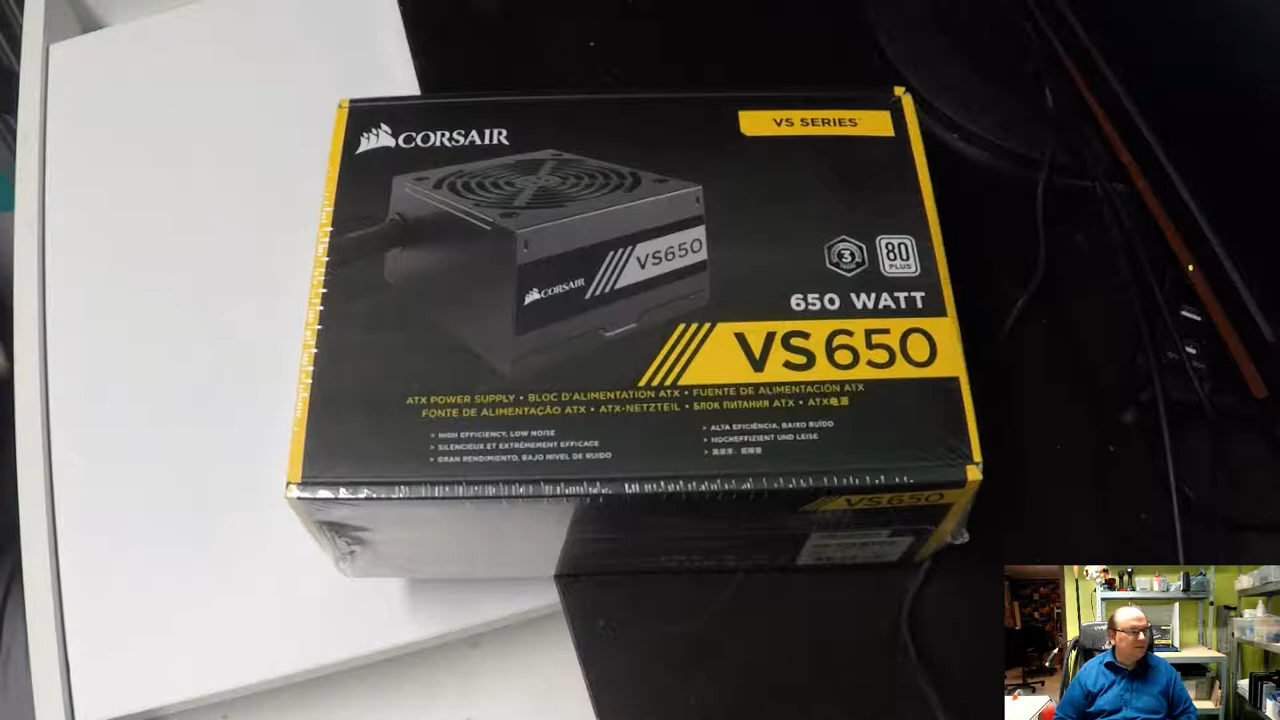 CORSAIR
VS SERIES™
CORSAIR
VS650
3
80
PLUS
650 WATT
VS650
ATX POWER SUPPLY • BLOC D'ALIMENTATION ATX • FUENTE DE ALIMENTACION ATX
FONTE DE ALIMENTAÇÃO ATX • ATX-NETZTEIL • БЛОК ПИТАНИЯ ATX • ATX电源
> HIGH EFFICIENCY, LOW NOISE
> SILENCIEUX ET EXTRÊMEMENT EFFICACE
> GRAN RENDIMIENTO, BAJO NIVEL DE RUIDO
> ALTA EFICIÊNCIA, BAIXO RUÍDO
> HOCHEFFIZIENT UND LEISE
VS650